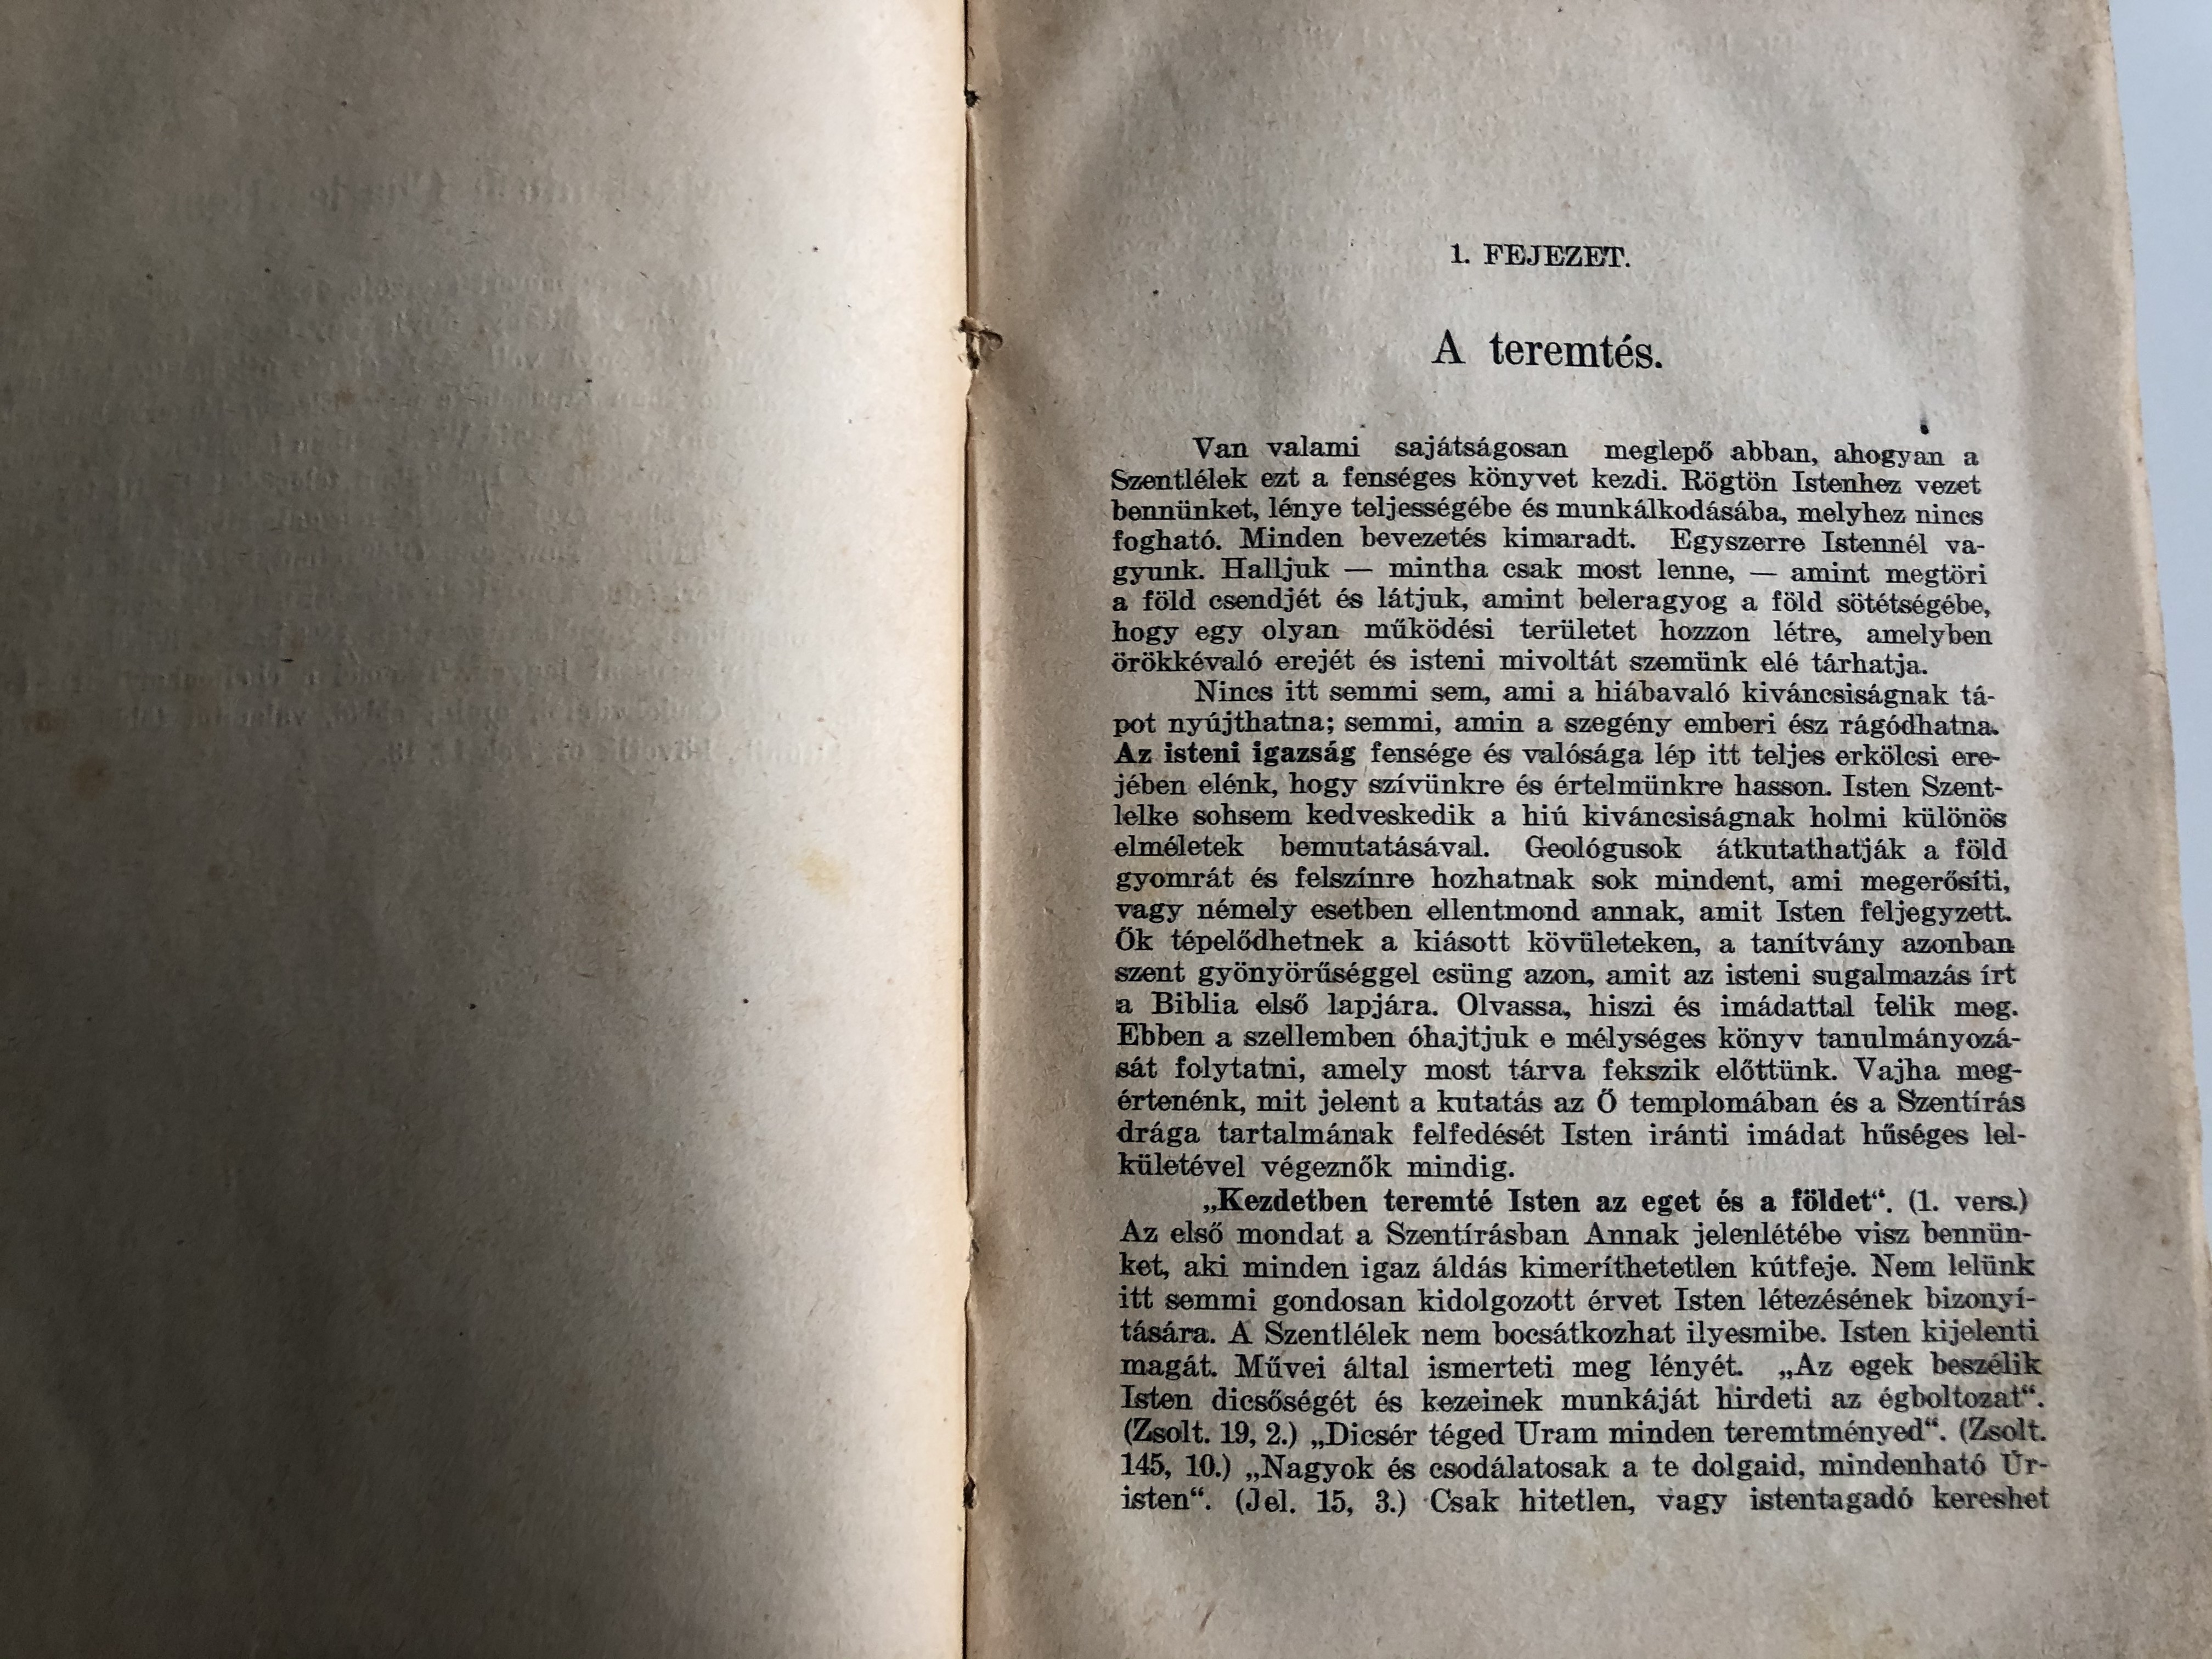 1. FEJEZET.
A teremtés.
Van valami sajátságosan meglepő abban, ahogyan a
Szentlélek ezt a fenséges könyvet kezdi. Rögtön Istenhez vezet
bennünket, lénye teljességébe és munkálkodásába, melyhez nincs
fogható. Minden bevezetés kimaradt. Egyszerre Istennél va-
gyunk. Halljuk — mintha csak most lenne, — amint megtöri
a föld csendjét és látjuk, amint beleragyog a föld sötétségébe,
hogy egy olyan működési területet hozzon létre, amelyben
örökkévaló erejét és isteni mivoltát szemünk elé tárhatja.
Nincs itt semmi sem, ami a hiábavaló kiváncsiságnak tá-
pot nyújthatna; semmi, amin a szegény emberi ész rágódhatna.
Az isteni igazság fensége és valósága lép itt teljes erkölcsi ere-
jében elénk, hogy szívünkre és értelmünkre hasson. Isten Szent-
lelke sohsem kedveskedik a hiú kiváncsiságnak holmi különös
elméletek bemutatásával. Geológusok átkutathatják a föld
gyomrát és felszínre hozhatnak sok mindent, ami megerősíti,
vagy némely esetben ellentmond annak, amit Isten feljegyzett.
Ők tépelődhetnek a kiásott kövületeken, a tanítvány azonban
szent gyönyörűséggel csüng azon, amit az isteni sugalmazás írt
a Biblia első lapjára. Olvassa, hiszi és imádattal telik meg.
Ebben a szellemben óhajtjuk e mélységes könyv tanulmányozá-
sát folytatni, amely most tárva fekszik előttünk. Vajha meg-
értenénk, mit jelent a kutatás az Ő templomában és a Szentírás
drága tartalmának felfedését Isten iránti imádat hűséges lel-
kületével végeznők mindig.
„Kezdetben teremté Isten az eget és a földet“. (1. vers.)
Az első mondat a Szentírásban Annak jelenlétébe visz bennün-
ket, aki minden igaz áldás kimeríthetetlen kútfeje. Nem lelünk
itt semmi gondosan kidolgozott érvet Isten létezésének bizonyí-
tására. A Szentlélek nem bocsátkozhat ilyesmibe. Isten kijelenti
magát. Művei által ismerteti meg lényét. „Az egek beszélik
Isten dicsőségét és kezeinek munkáját hirdeti az égboltozat“.
(Zsolt. 19, 2.) „Dicsér téged Uram minden teremtményed“. (Zsolt.
145, 10.) „Nagyok és csodálatosak a te dolgaid, mindenható Úr-
isten“. (Jel. 15, 3.) Csak hitetlen, vagy istentagadó kereshet